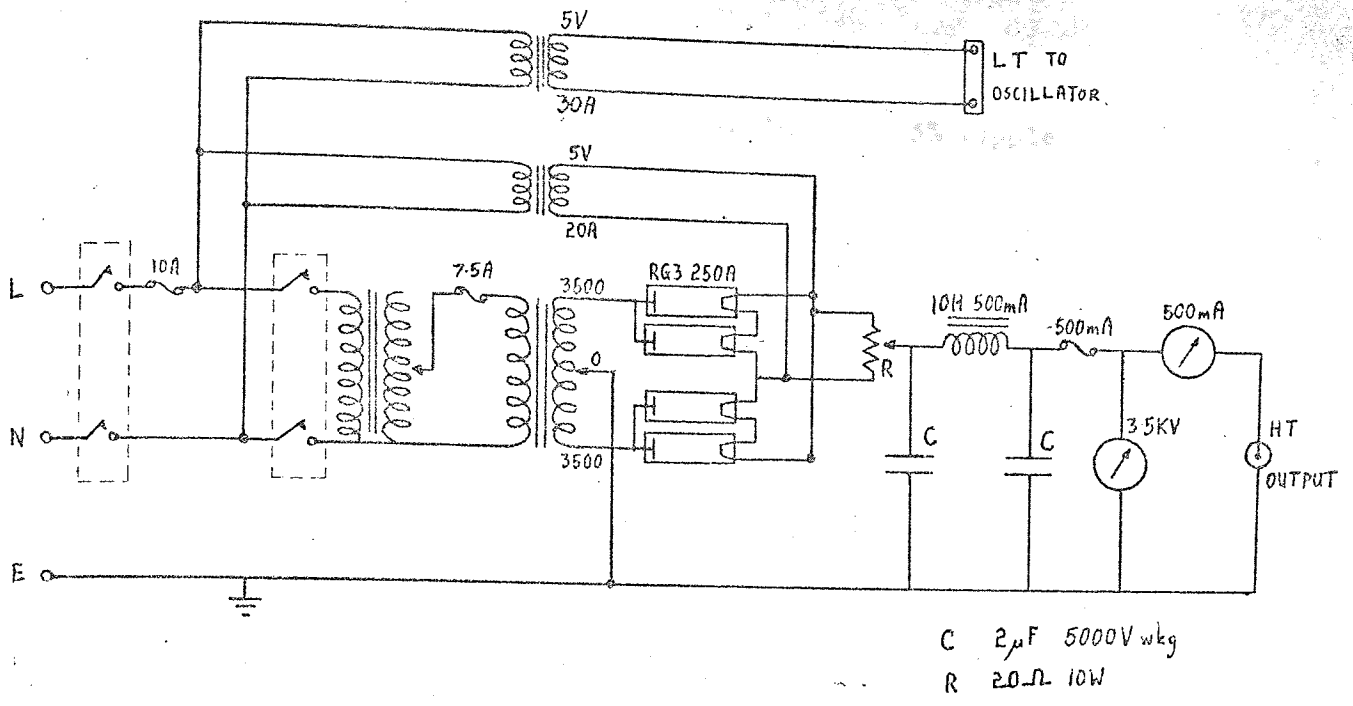 5V
LT TO
OSCILLATOR.
30A
5V
20A
L
10A
7.5A
3500
RG3 250A
10H 500mA
500mA
500mA
O
R
N
C
C
3.5KV
HT
OUTPUT
3500
E
C 2µF 5000V wkg
R 20Ω 10W